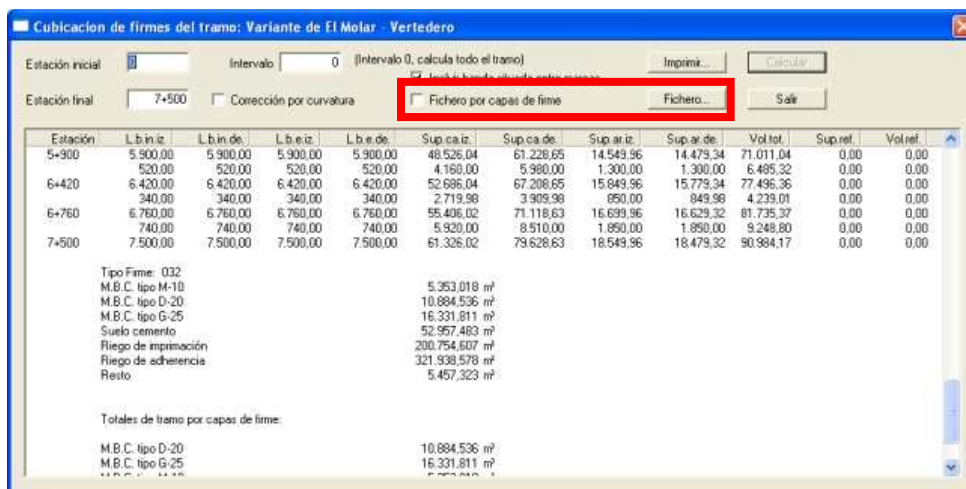 Cubicacion de firmes del tramo: Variante de El Molar - Vertedero
Estación inicial 0 Intervalo 0 (Intervalo 0, calcula todo el tramo) Imprimir... Calcular
Incluir banda situada entre
Estación final 7+500 Corrección por curvatura Fichero por capas de firme Fichero... Salir
Estación L.b.in.iz. L.b.in.de. L.b.e.iz. L.b.e.de. Sup.ca.iz. Sup.ca.de. Sup.ar.iz. Sup.ar.de. Vol.tot. Sup.ref. Vol.ref.
5+900 5.900,00 5.900,00 5.900,00 5.900,00 48.526,04 61.228,65 14.549,96 14.479,34 71.011,04 0,00 0,00
520,00 520,00 520,00 520,00 4.160,00 5.980,00 1.300,00 1.300,00 6.485,32 0,00 0,00
6+420 6.420,00 6.420,00 6.420,00 6.420,00 52.686,04 67.208,65 15.849,96 15.779,34 77.496,36 0,00 0,00
340,00 340,00 340,00 340,00 2.719,98 3.909,98 850,00 849,98 4.239,01 0,00 0,00
6+760 6.760,00 6.760,00 6.760,00 6.760,00 55.406,02 71.118,63 16.699,96 16.629,32 81.735,37 0,00 0,00
740,00 740,00 740,00 740,00 5.920,00 8.510,00 1.850,00 1.850,00 9.248,80 0,00 0,00
7+500 7.500,00 7.500,00 7.500,00 7.500,00 61.326,02 79.628,63 18.549,96 18.479,32 90.984,17 0,00 0,00
Tipo Firme: 032
M.B.C. tipo M-10 5.353,018 m³
M.B.C. tipo D-20 10.884,536 m³
M.B.C. tipo G-25 16.331,811 m³
Suelo cemento 52.957,483 m³
Riego de imprimación 200.754,607 m²
Riego de adherencia 321.938,578 m²
Resto 5.457,323 m³
Totales de tramo por capas de firme:
M.B.C. tipo D-20 10.884,536 m³
M.B.C. tipo G-25 16.331,811 m³